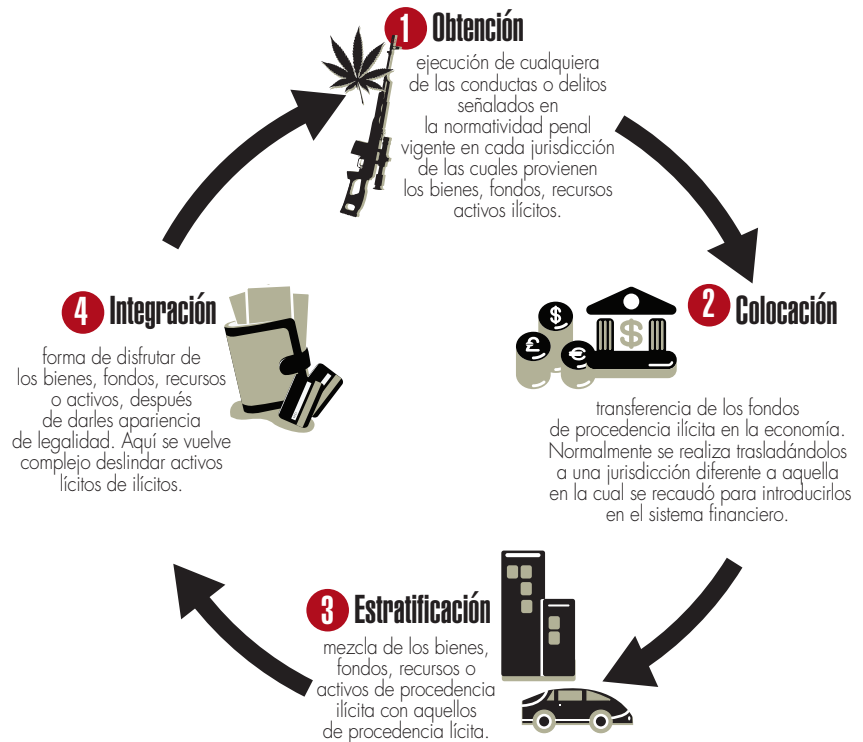 1 Obtención
ejecución de cualquiera
de las conductas o delitos
señalados en
la normatividad penal
vigente en cada jurisdicción
de las cuales provienen
los bienes, fondos, recursos
activos ilícitos.
2 Colocación
$
£
€
$
transferencia de los fondos
de procedencia ilícita en la economía.
Normalmente se realiza trasladándolos
a una jurisdicción diferente a aquella
en la cual se recaudó para introducirlos
en el sistema financiero.
3 Estratificación
mezcla de los bienes,
fondos, recursos o
activos de procedencia
ilícita con aquellos
de procedencia lícita.
4 Integración
forma de disfrutar de
los bienes, fondos, recursos
o activos, después
de darles apariencia
de legalidad. Aquí se vuelve
complejo deslindar activos
lícitos de ilícitos.